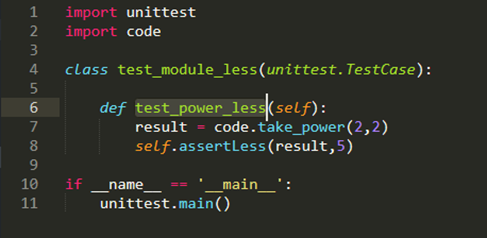 1 import unittest
2 import code
3
4 class test_module_less(unittest.TestCase):
5
6     def test_power_less(self):
7         result = code.take_power(2,2)
8         self.assertLess(result,5)
9
10 if __name__ == '__main__':
11     unittest.main()